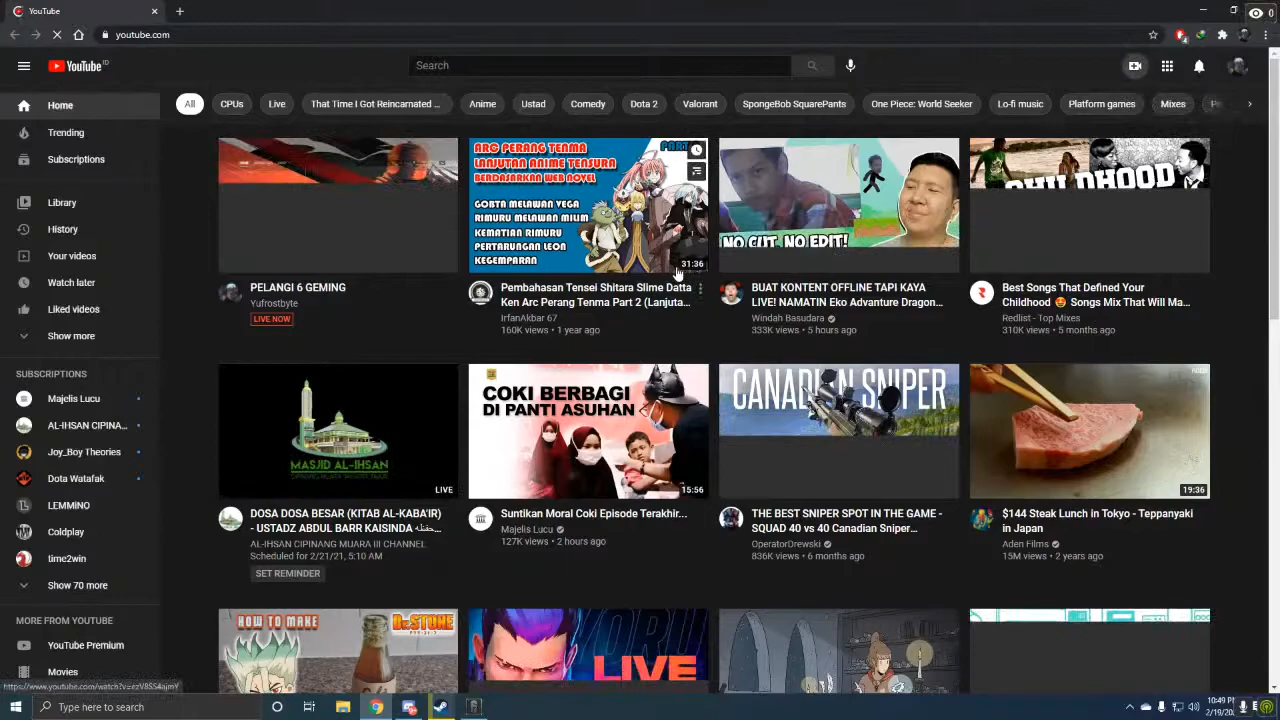 YouTube
youtube.com
0
4
YouTube ID
Search
Home
Trending
Subscriptions
Library
History
Your videos
Watch later
Liked videos
Show more
SUBSCRIPTIONS
Majelis Lucu
AL-IHSAN CIPINA...
Joy_Boy Theories
Dota Watafak
LEMMiNO
Coldplay
time2win
Show 70 more
MORE FROM YOUTUBE
YouTube Premium
Movies
All
CPUs
Live
That Time I Got Reincarnated ...
Anime
Ustad
Comedy
Dota 2
Valorant
SpongeBob SquarePants
One Piece: World Seeker
Lo-fi music
Platform games
Mixes
PELANGI 6 GEMING
Yufrostbyte
LIVE NOW
ARC PERANG TENMA
LANJUTAN ANIME TENSURA
BERDASARKAN WEB NOVEL
GOBTA MELAWAN VEGA
RIMURU MELAWAN MILIM
KEMATIAN RIMURU
PERTARUNGAN LEON
KEGEMPARAN
31:36
Pembahasan Tensei Shitara Slime Datta
Ken Arc Perang Tenma Part 2 (Lanjuta...
IrfanAkbar 67
160K views • 1 year ago
NO CUT, NO EDIT!
BUAT KONTENT OFFLINE TAPI KAYA
LIVE! NAMATIN Eko Advanture Dragon...
Windah Basudara
333K views • 5 hours ago
CHILDHOOD
Best Songs That Defined Your
Childhood 🤩 Songs Mix That Will Ma...
Redlist - Top Mixes
310K views • 5 months ago
MASJID AL-IHSAN
LIVE
DOSA DOSA BESAR (KITAB AL-KABA'IR)
- USTADZ ABDUL BARR KAISINDA حفظه...
AL-IHSAN CIPINANG MUARA III CHANNEL
Scheduled for 2/21/21, 5:10 AM
SET REMINDER
COKI BERBAGI
DI PANTI ASUHAN
15:56
Suntikan Moral Coki Episode Terakhir...
Majelis Lucu
127K views • 2 hours ago
CANADIAN SNIPER
THE BEST SNIPER SPOT IN THE GAME -
SQUAD 40 vs 40 Canadian Sniper...
OperatorDrewski
836K views • 6 months ago
19:36
$144 Steak Lunch in Tokyo - Teppanyaki
in Japan
Aden Films
15M views • 2 years ago
HOW TO MAKE
Dr.STONE
YORU
LIVE
https://www.youtube.com/watch?v=ezV8SS4ajmY
Type here to search
10:49 PM